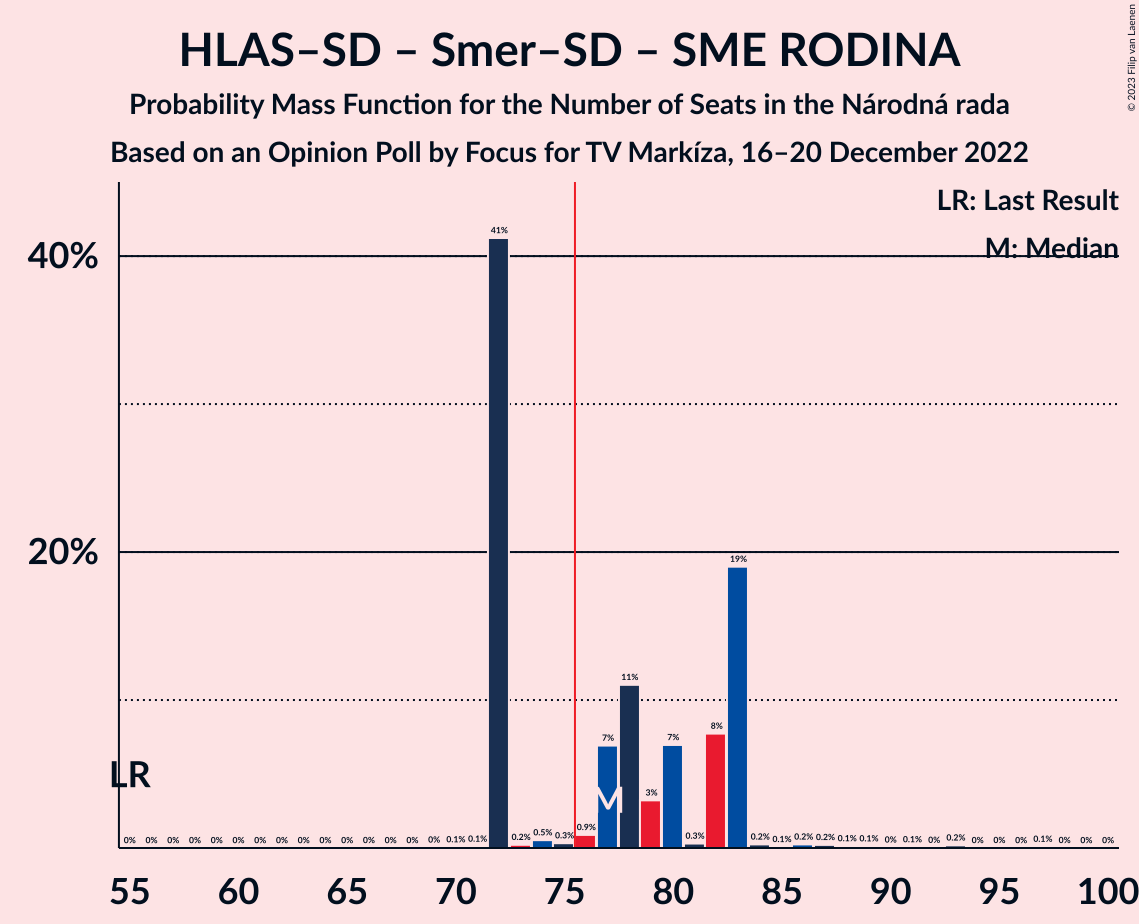 HLAS–SD – Smer–SD – SME RODINA
Probability Mass Function for the Number of Seats in the Národná rada
Based on an Opinion Poll by Focus for TV Markíza, 16–20 December 2022
© 2023 Filip van Laenen
LR: Last Result
M: Median
40%
20%
41%
19%
11%
7% 7% 8%
3%
LR
M
0% 0% 0% 0% 0% 0% 0% 0% 0% 0% 0% 0% 0% 0% 0% 0.1% 0.1% 0.2% 0.5% 0.3% 0.9% 0.3% 0.2% 0.1% 0.2% 0.2% 0.1% 0.1% 0% 0.1% 0% 0.2% 0% 0% 0% 0.1% 0% 0% 0%
55 60 65 70 75 80 85 90 95 100